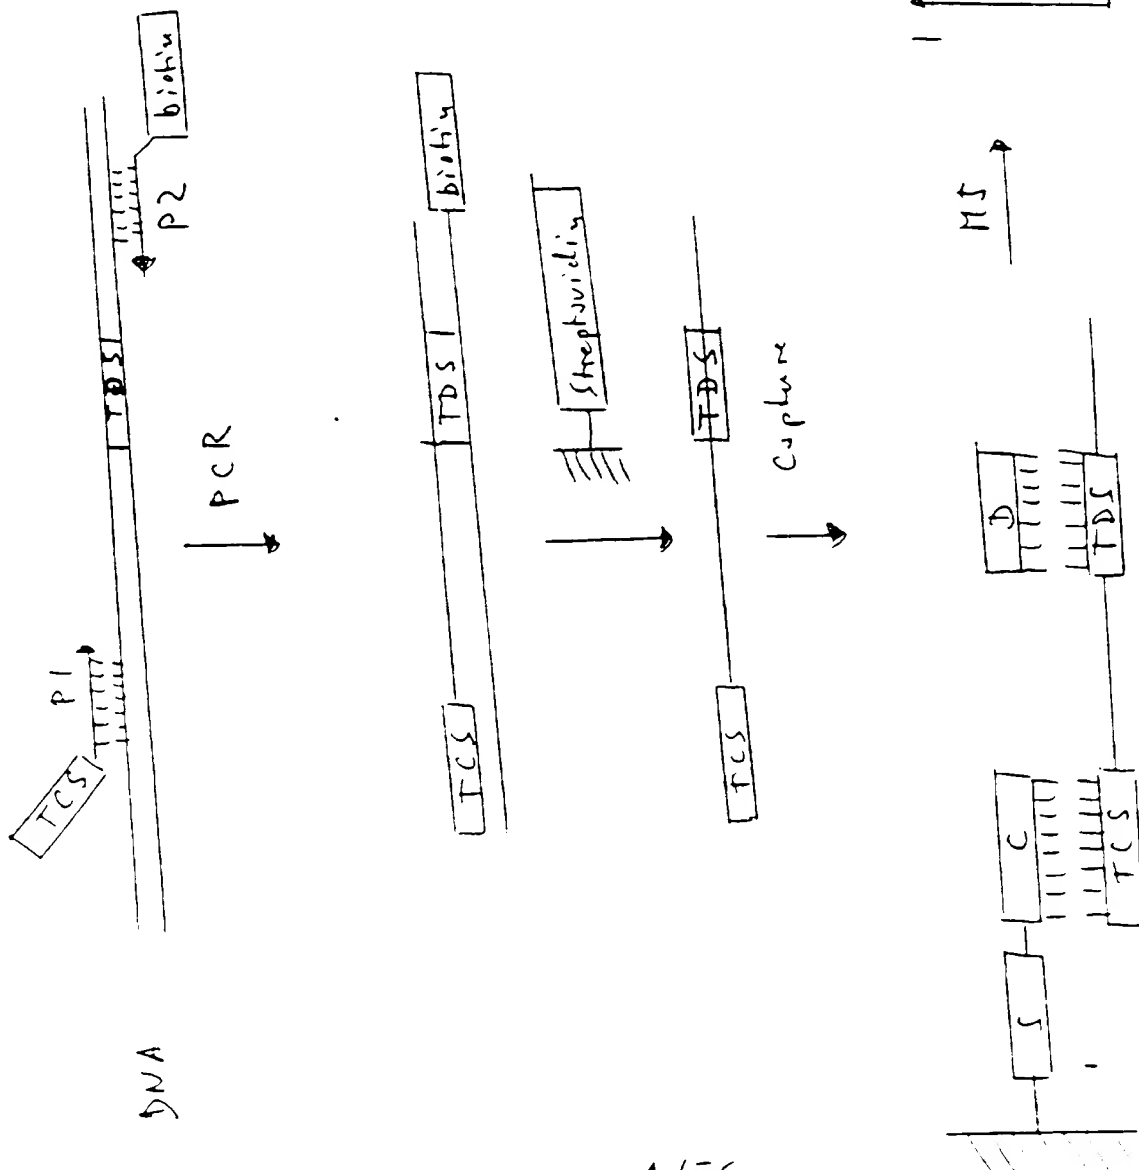 DNA
TCS
P1
TDS
P2
biotin
PCR
TCS
TDS
biotin
Streptavidin
TCS
TDS
Capture
S
C
D
TCS
TDS
MS